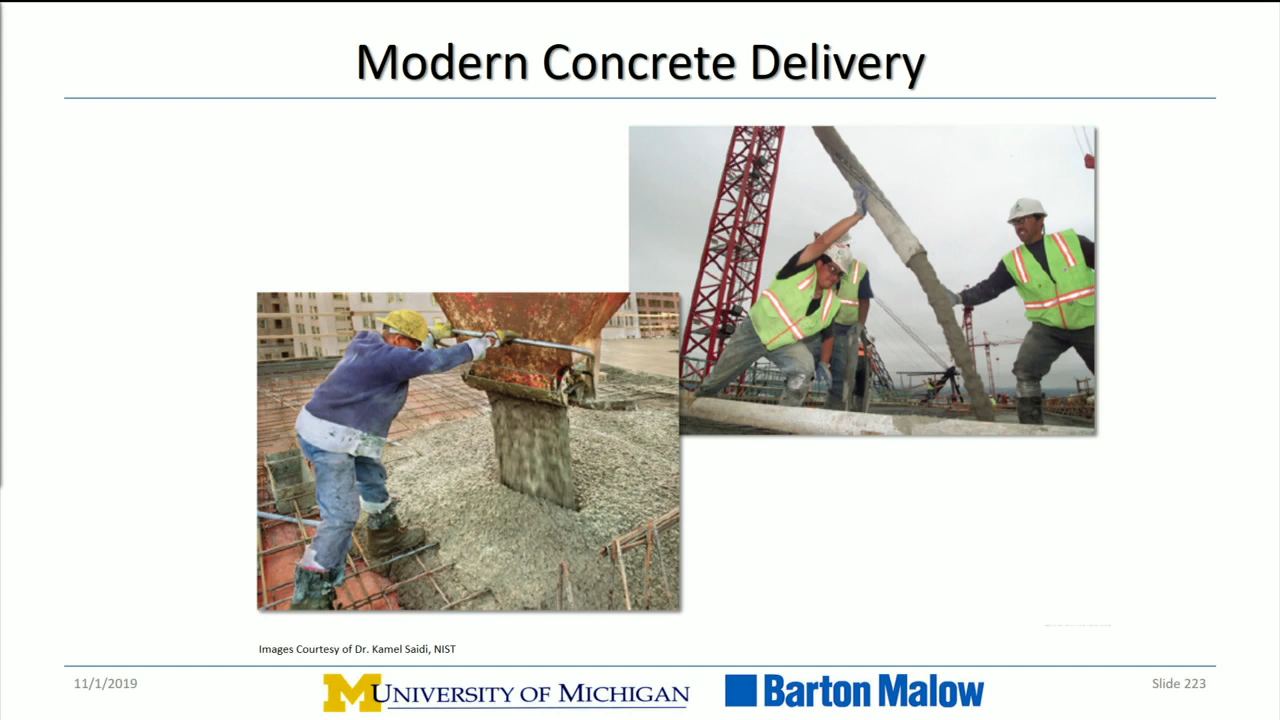 Modern Concrete Delivery
Images Courtesy of Dr. Kamel Saidi, NIST
11/1/2019
M UNIVERSITY OF MICHIGAN
Barton Malow
Slide 223